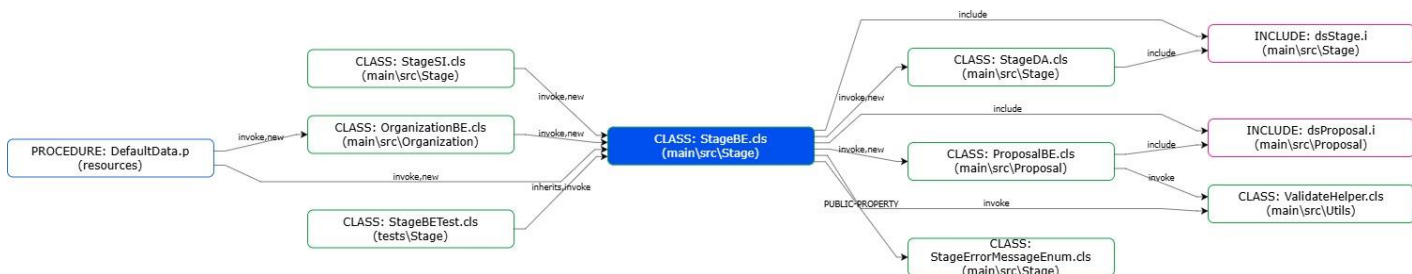 include
INCLUDE: dsStage.i
(main\src\Stage)
CLASS: StageSI.cls
(main\src\Stage)
CLASS: StageDA.cls
(main\src\Stage)
include
invoke,new
invoke,new
include
CLASS: OrganizationBE.cls
(main\src\Organization)
invoke,new
invoke,new
INCLUDE: dsProposal.i
(main\src\Proposal)
CLASS: StageBE.cls
(main\src\Stage)
PROCEDURE: DefaultData.p
(resources)
invoke,new
CLASS: ProposalBE.cls
(main\src\Proposal)
include
invoke,new
inherits,invoke
invoke
CLASS: ValidateHelper.cls
(main\src\Utils)
PUBLIC-PROPERTY
invoke
CLASS: StageBETest.cls
(tests\Stage)
CLASS:
StageErrorMessageEnum.cls
(main\src\Stage)